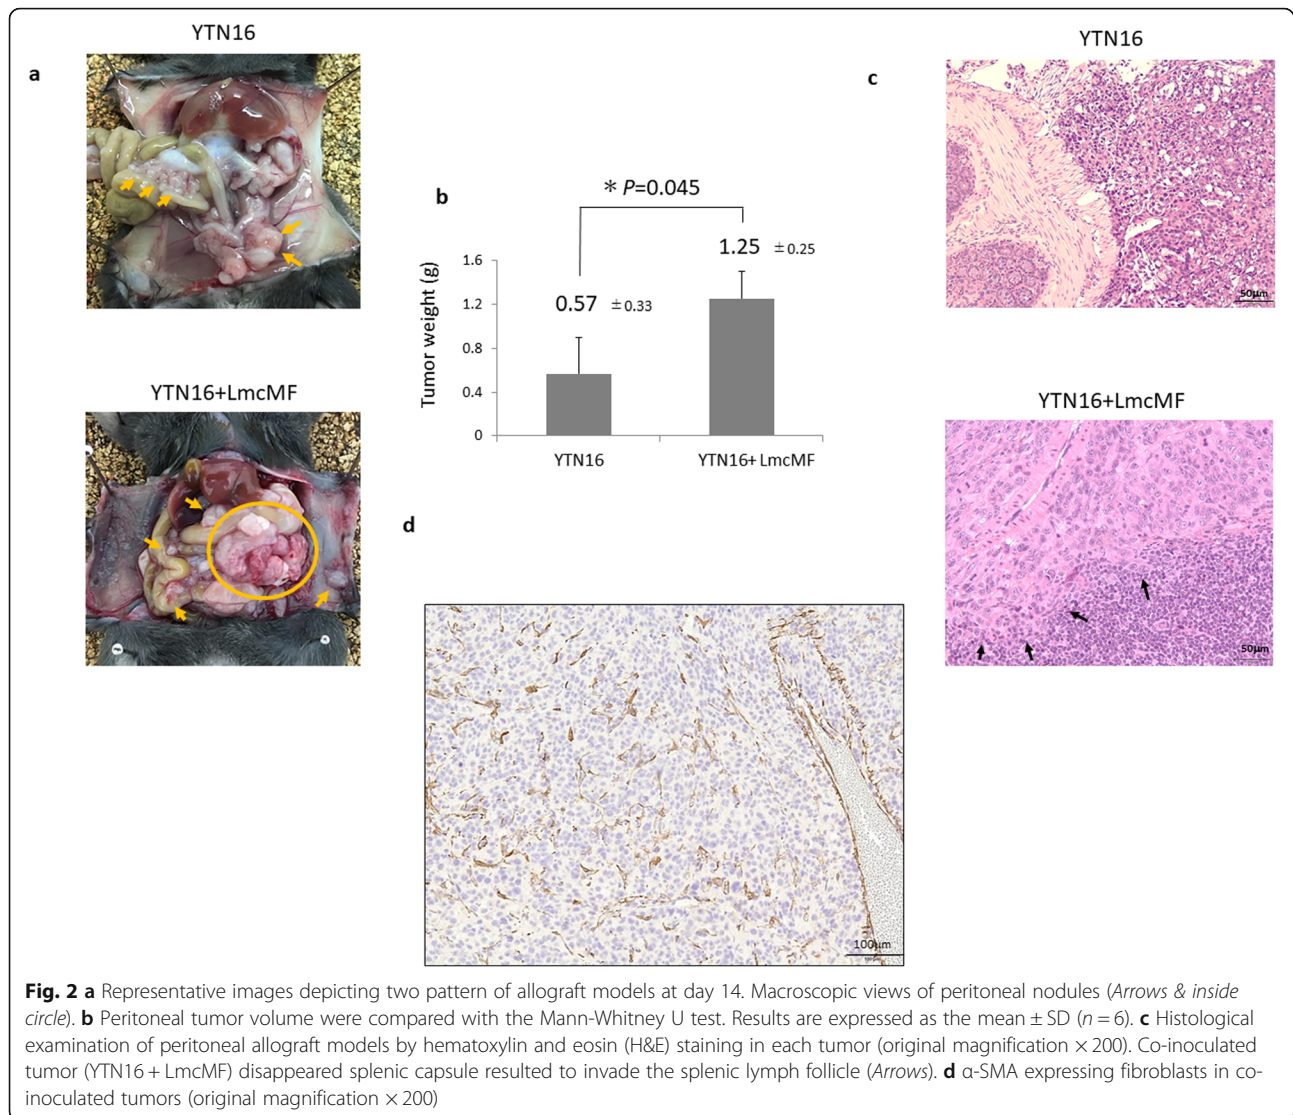 YTN16
a
YTN16+LmcMF
b
* P=0.045
1.25 ±0.25
0.57 ±0.33
Tumor weight (g)
1.6
1.2
0.8
0.4
0
YTN16
YTN16+LmcMF
c
YTN16
50μm
YTN16+LmcMF
50μm
d
100μm
Fig. 2 a Representative images depicting two pattern of allograft models at day 14. Macroscopic views of peritoneal nodules (Arrows & inside
circle). b Peritoneal tumor volume were compared with the Mann-Whitney U test. Results are expressed as the mean ± SD (n = 6). c Histological
examination of peritoneal allograft models by hematoxylin and eosin (H&E) staining in each tumor (original magnification × 200). Co-inoculated
tumor (YTN16 + LmcMF) disappeared splenic capsule resulted to invade the splenic lymph follicle (Arrows). d α-SMA expressing fibroblasts in co-
inoculated tumors (original magnification × 200)